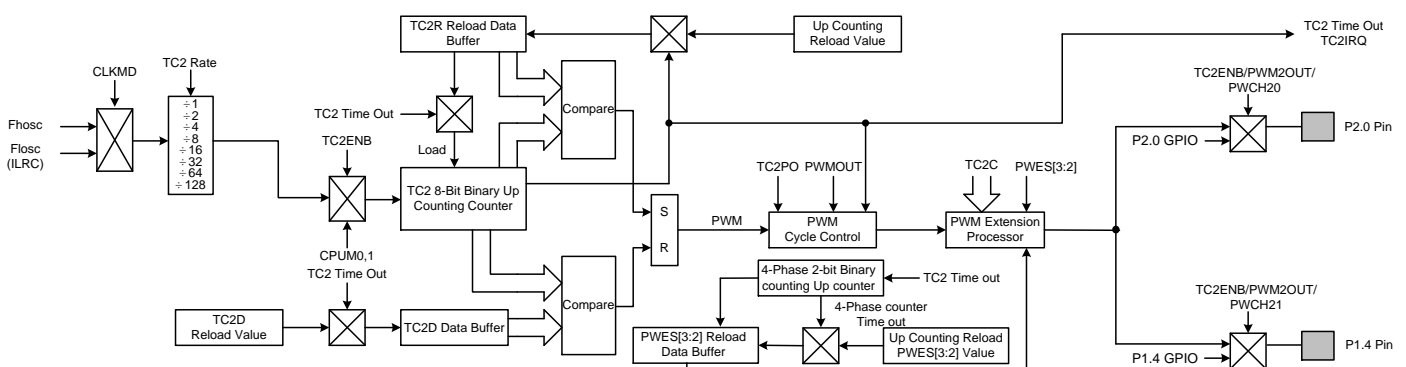 TC2R Reload Data
Buffer
Up Counting
Reload Value
TC2 Time Out
TC2IRQ
CLKMD
TC2 Rate
÷1
÷2
÷4
÷8
÷16
÷32
÷64
÷128
Fhosc
Flosc
(ILRC)
TC2 Time Out
Load
Compare
TC2ENB/PWM2OUT/
PWCH20
P2.0 GPIO
P2.0 Pin
TC2ENB
TC2 8-Bit Binary Up
Counting Counter
CPUM0,1
S
R
PWM
TC2PO
PWMOUT
PWM
Cycle Control
TC2C
PWES[3:2]
PWM Extension
Processor
TC2 Time Out
TC2D
Reload Value
TC2D Data Buffer
Compare
4-Phase 2-bit Binary
counting Up counter
TC2 Time out
4-Phase counter
Time out
PWES[3:2] Reload
Data Buffer
Up Counting Reload
PWES[3:2] Value
TC2ENB/PWM2OUT/
PWCH21
P1.4 GPIO
P1.4 Pin